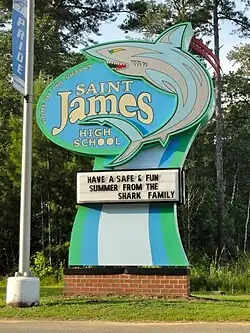 PRIDE
SAINT
James
HIGH
SCHOOL
HAVE A SAFE & FUN
SUMMER FROM THE
SHARK FAMILY